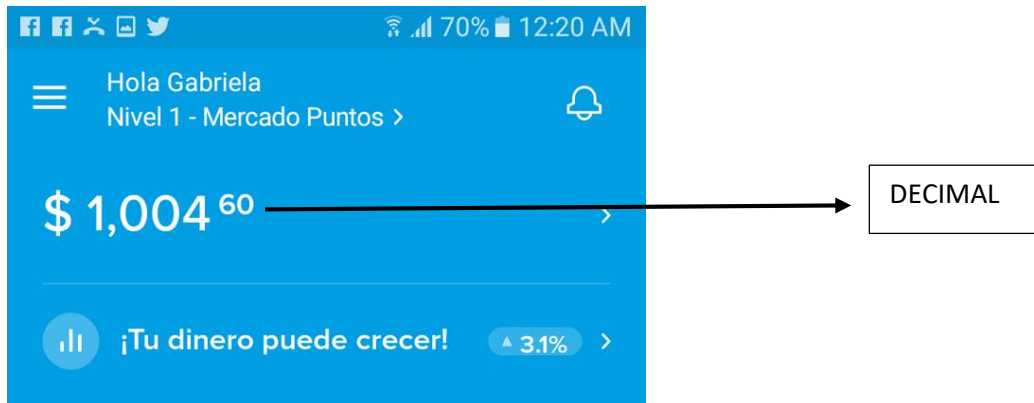 70% 12:20 AM
Hola Gabriela
Nivel 1 - Mercado Puntos >
$ 1,004 60
DECIMAL
¡Tu dinero puede crecer! 3.1%